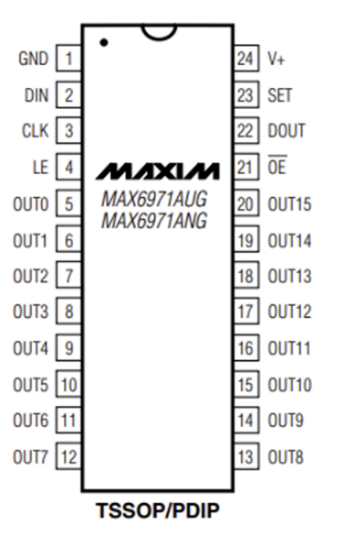 GND 1 24 V+
DIN 2 23 SET
CLK 3 22 DOUT
LE 4 MAXIM 21 O̅E̅
OUT0 5 MAX6971AUG 20 OUT15
MAX6971ANG
OUT1 6 19 OUT14
OUT2 7 18 OUT13
OUT3 8 17 OUT12
OUT4 9 16 OUT11
OUT5 10 15 OUT10
OUT6 11 14 OUT9
OUT7 12 13 OUT8
TSSOP/PDIP